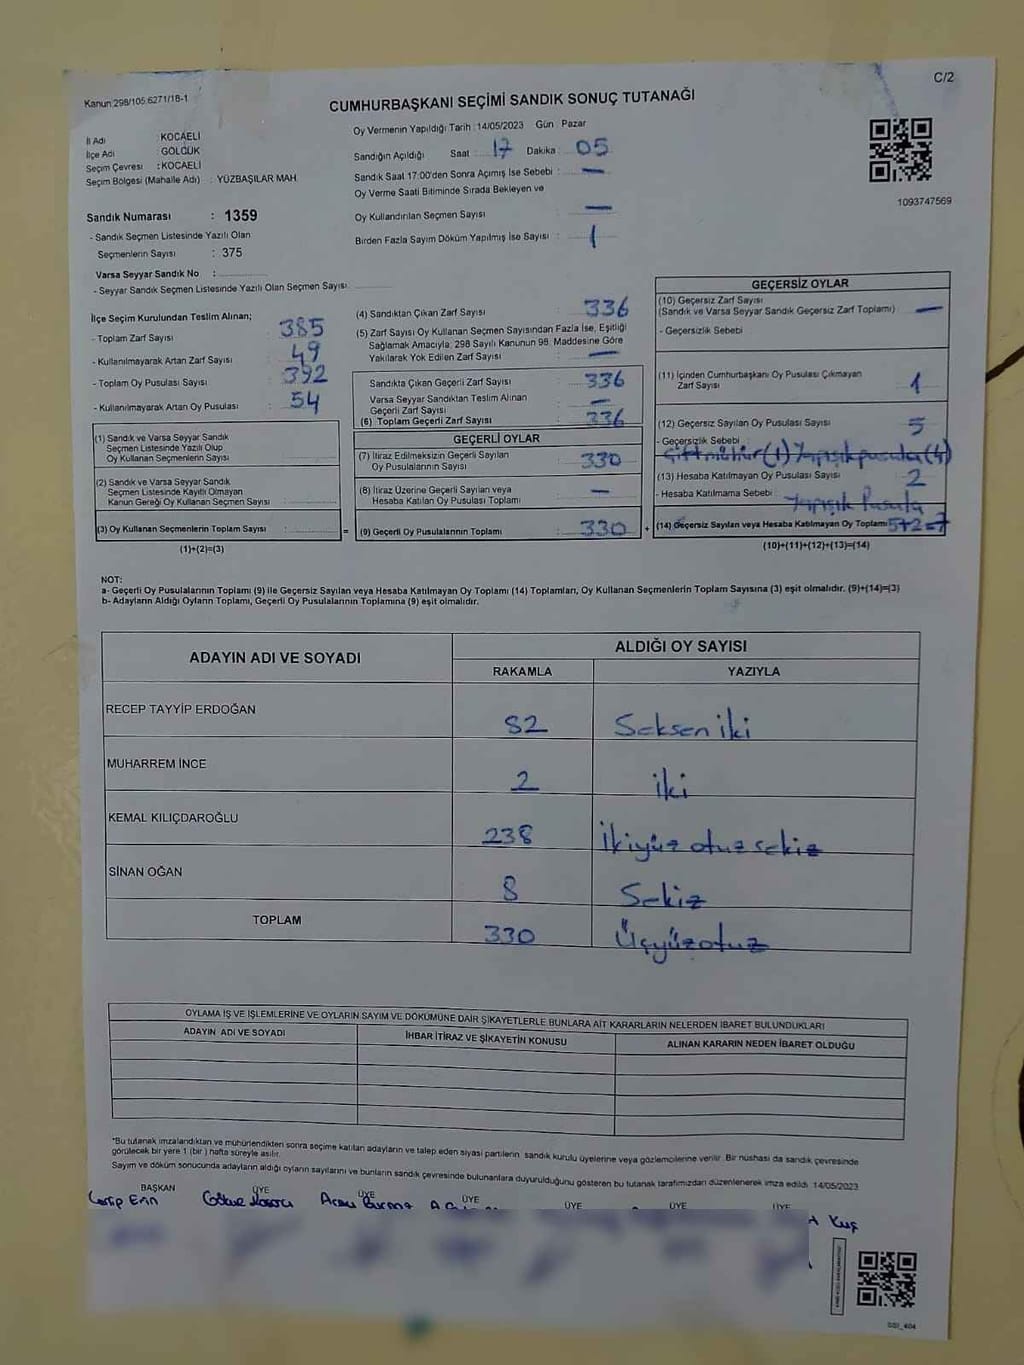 C/2
Kanun:298/105 6271/18-1
CUMHURBAŞKANI SEÇİMİ SANDIK SONUÇ TUTANAĞI
İl Adı : KOCAELİ
İlçe Adı : GÖLCÜK
Seçim Çevresi : KOCAELİ
Seçim Bölgesi (Mahalle Adı) : YÜZBAŞILAR MAH.
Oy Vermenin Yapıldığı Tarih : 14/05/2023 Gün : Pazar
Sandığın Açıldığı Saat : 17 Dakika : 05
Sandık Saat 17:00'den Sonra Açımış İse Sebebi : —
Oy Verme Saati Bitiminde Sırada Bekleyen ve
Oy Kullandırılan Seçmen Sayısı —
Birden Fazla Sayım Döküm Yapılmış İse Sayısı : 1
1093747569
Sandık Numarası : 1359
- Sandık Seçmen Listesinde Yazılı Olan
Seçmenlerin Sayısı : 375
Varsa Seyyar Sandık No :
- Seyyar Sandık Seçmen Listesinde Yazılı Olan Seçmen Sayısı
İlçe Seçim Kurulundan Teslim Alınan;
- Toplam Zarf Sayısı : 385
- Kullanılmayarak Artan Zarf Sayısı : 49
- Toplam Oy Pusulası Sayısı : 392
- Kullanılmayarak Artan Oy Pusulası : 54
(1) Sandık ve Varsa Seyyar Sandık
Seçmen Listesinde Yazılı Olup
Oy Kullanan Seçmenlerin Sayısı
(2) Sandık ve Varsa Seyyar Sandık
Seçmen Listesinde Kayıtlı Olmayan
Kanun Gereği Oy Kullanan Seçmen Sayısı
(3) Oy Kullanan Seçmenlerin Toplam Sayısı : =
(1)+(2)=(3)
(4) Sandıktan Çıkan Zarf Sayısı : 336
(5) Zarf Sayısı Oy Kullanan Seçmen Sayısından Fazla İse, Eşitliği
Sağlamak Amacıyla, 298 Sayılı Kanunun 98. Maddesine Göre
Yakılarak Yok Edilen Zarf Sayısı : —
Sandıkta Çıkan Geçerli Zarf Sayısı : 336
Varsa Seyyar Sandıktan Teslim Alınan
Geçerli Zarf Sayısı : —
(6) Toplam Geçerli Zarf Sayısı : 336
GEÇERLİ OYLAR
(7) İtiraz Edilmeksizin Geçerli Sayılan
Oy Pusulalarının Sayısı : 330
(8) İtiraz Üzerine Geçerli Sayılan veya
Hesaba Katılan Oy Pusulası Toplamı : —
(9) Geçerli Oy Pusulalarının Toplamı : 330 +
GEÇERSİZ OYLAR
(10) Geçersiz Zarf Sayısı
(Sandık ve Varsa Seyyar Sandık Geçersiz Zarf Toplamı) : —
- Geçersizlik Sebebi
(11) İçinden Cumhurbaşkanı Oy Pusulası Çıkmayan
Zarf Sayısı : 1
(12) Geçersiz Sayılan Oy Pusulası Sayısı : 5
- Geçersizlik Sebebi
Çift mühür (1) Yapışık pusula (4)
(13) Hesaba Katılmayan Oy Pusulası Sayısı : 2
- Hesaba Katılmama Sebebi : Yapışık Pusula
(14) Geçersiz Sayılan veya Hesaba Katılmayan Oy Toplamı 5+2=7
(10)+(11)+(12)+(13)=(14)
NOT:
a- Geçerli Oy Pusulalarının Toplamı (9) ile Geçersiz Sayılan veya Hesaba Katılmayan Oy Toplamı (14) Toplamları, Oy Kullanan Seçmenlerin Toplam Sayısına (3) eşit olmalıdır. (9)+(14)=(3)
b- Adayların Aldığı Oyların Toplamı, Geçerli Oy Pusulalarının Toplamına (9) eşit olmalıdır.
ADAYIN ADI VE SOYADI ALDIĞI OY SAYISI
RAKAMLA YAZIYLA
RECEP TAYYİP ERDOĞAN 82 Seksen iki
MUHARREM İNCE 2 iki
KEMAL KILIÇDAROĞLU 238 İkiyüz otuz sekiz
SİNAN OĞAN 8 Sekiz
TOPLAM 330 Üçyüzotuz
OYLAMA İŞ VE İŞLEMLERİNE VE OYLARIN SAYIM VE DÖKÜMÜNE DAİR ŞİKAYETLERLE BUNLARA AİT KARARLARIN NELERDEN İBARET BULUNDUKLARI
ADAYIN ADI VE SOYADI İHBAR İTİRAZ VE ŞİKAYETİN KONUSU ALINAN KARARIN NEDEN İBARET OLDUĞU
*Bu tutanak imzalandıktan ve mühürlendikten sonra seçime katılan adayların ve talep eden siyasi partilerin sandık kurulu üyelerine veya gözlemcilerine verilir. Bir nüshası da sandık çevresinde
görülecek bir yere 1 (bir) hafta süreyle asılır.
Sayım ve döküm sonucunda adayların aldığı oyların sayılarını ve bunların sandık çevresinde bulunanlara duyurulduğunu gösteren bu tutanak tarafımızdan düzenlenerek imza edildi. 14/05/2023
BAŞKAN ÜYE ÜYE ÜYE ÜYE ÜYE ÜYE
Kuş
SSI_404